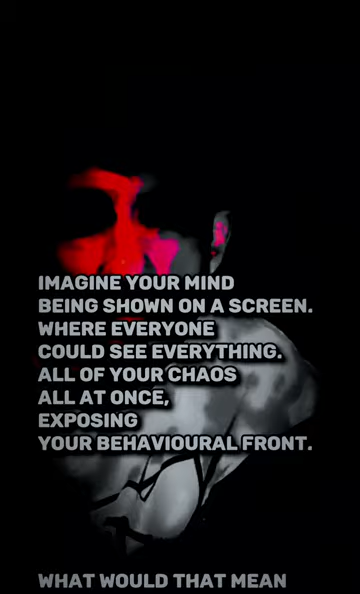 IMAGINE YOUR MIND
BEING SHOWN ON A SCREEN.
WHERE EVERYONE
COULD SEE EVERYTHING.
ALL OF YOUR CHAOS
ALL AT ONCE,
EXPOSING
YOUR BEHAVIOURAL FRONT.
WHAT WOULD THAT MEAN